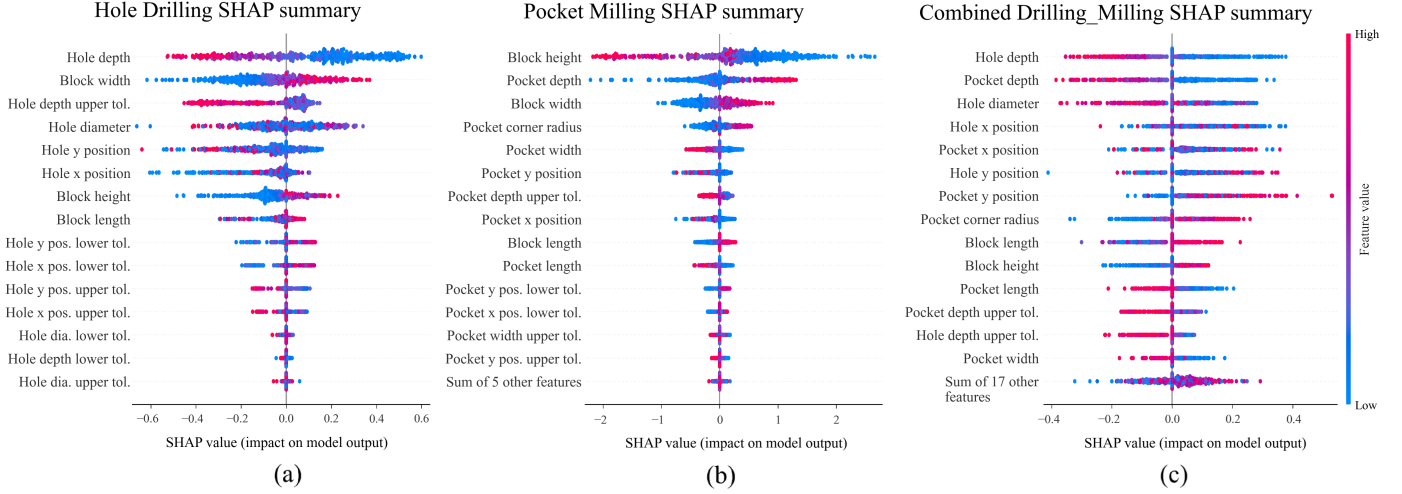 Hole Drilling SHAP summary
Hole depth
Block width
Hole depth upper tol.
Hole diameter
Hole y position
Hole x position
Block height
Block length
Hole y pos. lower tol.
Hole x pos. lower tol.
Hole y pos. upper tol.
Hole x pos. upper tol.
Hole dia. lower tol.
Hole depth lower tol.
Hole dia. upper tol.
−0.6 −0.4 −0.2 0.0 0.2 0.4 0.6
SHAP value (impact on model output)
(a)
Pocket Milling SHAP summary
Block height
Pocket depth
Block width
Pocket corner radius
Pocket width
Pocket y position
Pocket depth upper tol.
Pocket x position
Block length
Pocket length
Pocket y pos. lower tol.
Pocket x pos. lower tol.
Pocket width upper tol.
Pocket y pos. upper tol.
Sum of 5 other features
−2 −1 0 1 2
SHAP value (impact on model output)
(b)
Combined Drilling_Milling SHAP summary
Hole depth
Pocket depth
Hole diameter
Hole x position
Pocket x position
Hole y position
Pocket y position
Pocket corner radius
Block length
Block height
Pocket length
Pocket depth upper tol.
Hole depth upper tol.
Pocket width
Sum of 17 other
features
−0.4 −0.2 0.0 0.2 0.4
SHAP value (impact on model output)
(c)
High
Feature value
Low